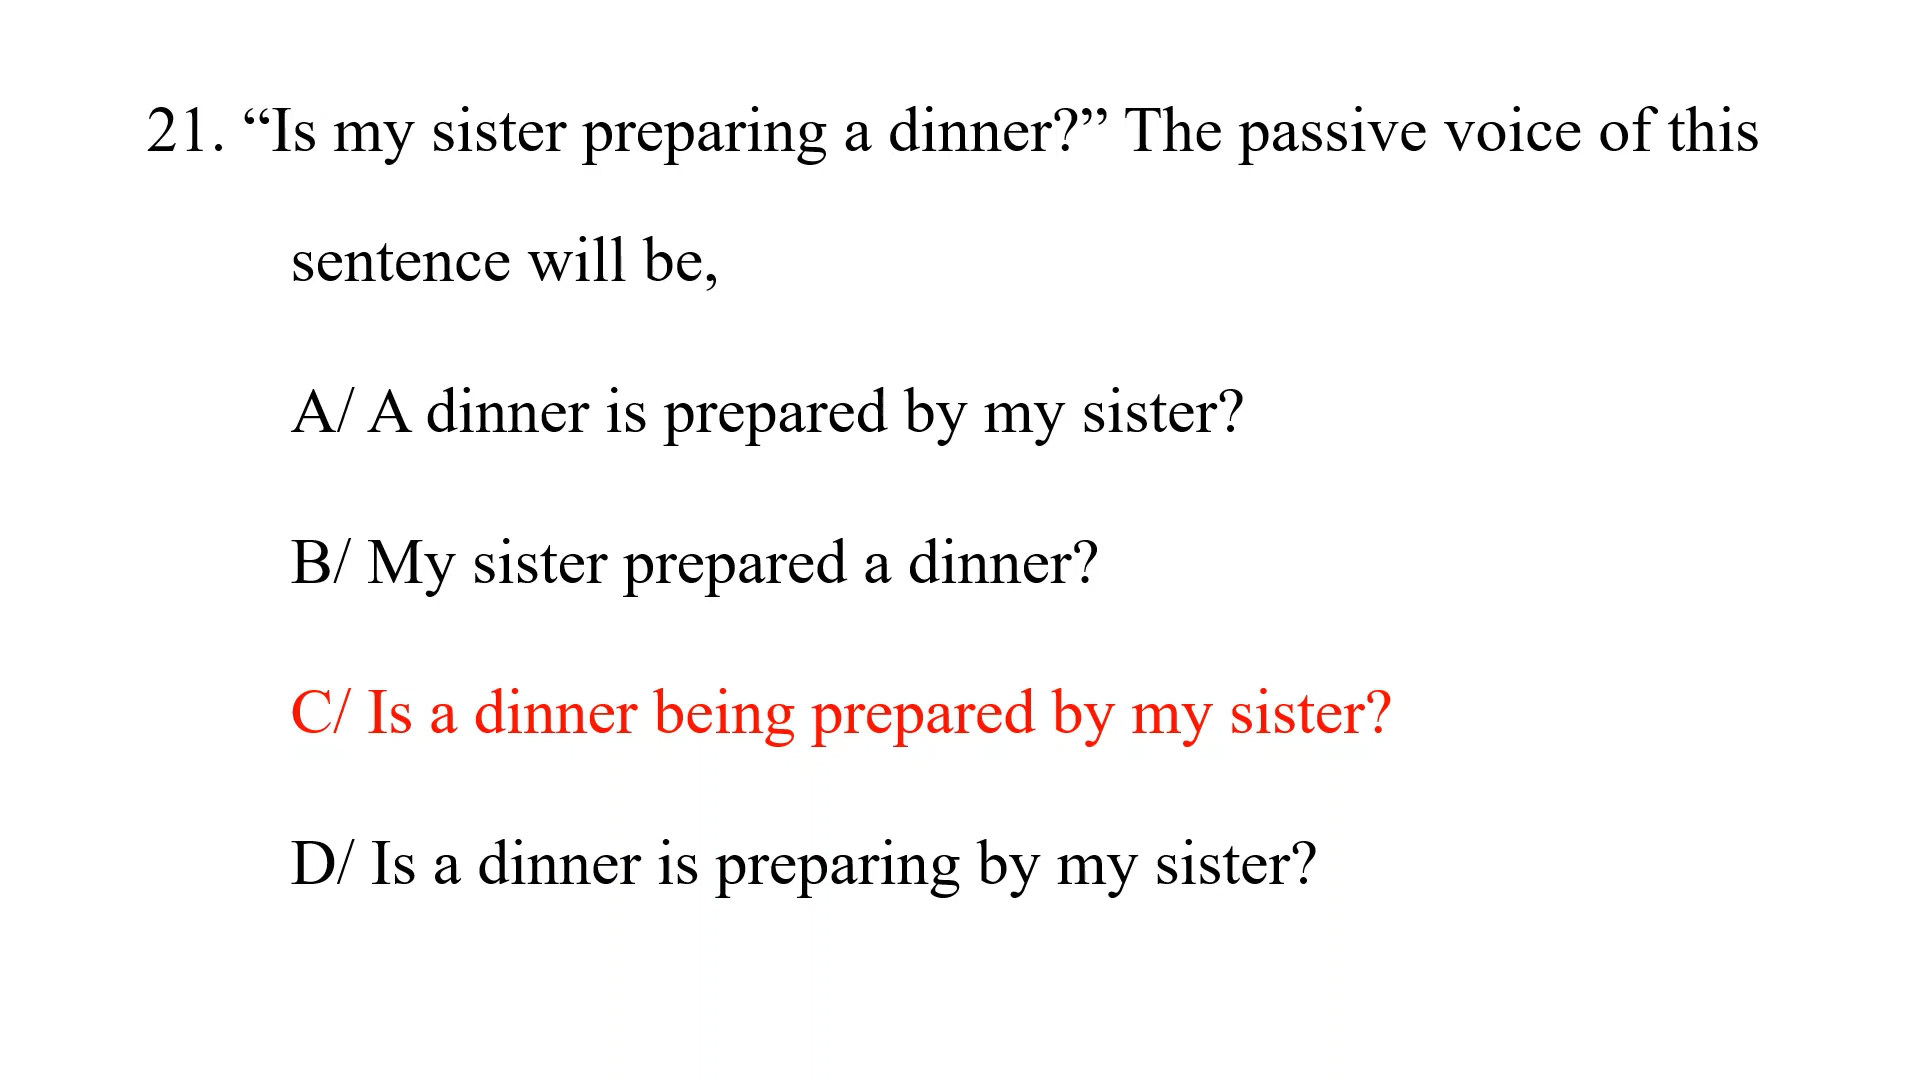 21. “Is my sister preparing a dinner?” The passive voice of this
sentence will be,
A/ A dinner is prepared by my sister?
B/ My sister prepared a dinner?
C/ Is a dinner being prepared by my sister?
D/ Is a dinner is preparing by my sister?